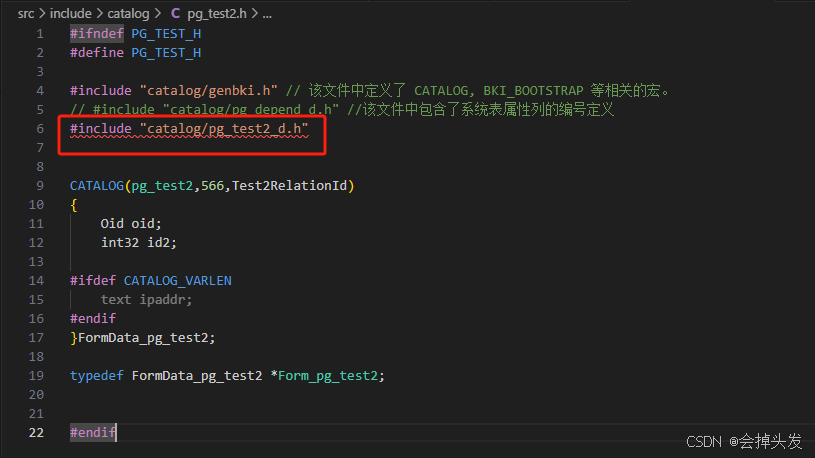 src > include > catalog > C pg_test2.h > ...
1 #ifndef PG_TEST_H
2 #define PG_TEST_H
3
4 #include "catalog/genbki.h" // 该文件中定义了 CATALOG, BKI_BOOTSTRAP 等相关的宏。
5 // #include "catalog/pg_depend_d.h" //该文件中包含了系统表属性列的编号定义
6 #include "catalog/pg_test2_d.h"
7
8
9 CATALOG(pg_test2,566,Test2RelationId)
10 {
11 Oid oid;
12 int32 id2;
13
14 #ifdef CATALOG_VARLEN
15 text ipaddr;
16 #endif
17 }FormData_pg_test2;
18
19 typedef FormData_pg_test2 *Form_pg_test2;
20
21
22 #endif
CSDN @会掉头发